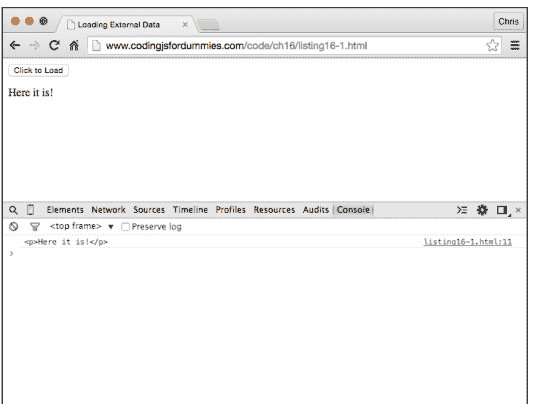 Loading External Data
Chris
www.codingjsfordummies.com/code/ch16/listing16-1.html
Click to Load
Here it is!
Elements Network Sources Timeline Profiles Resources Audits Console
<top frame> Preserve log
<p>Here it is!</p> listing16-1.html:11